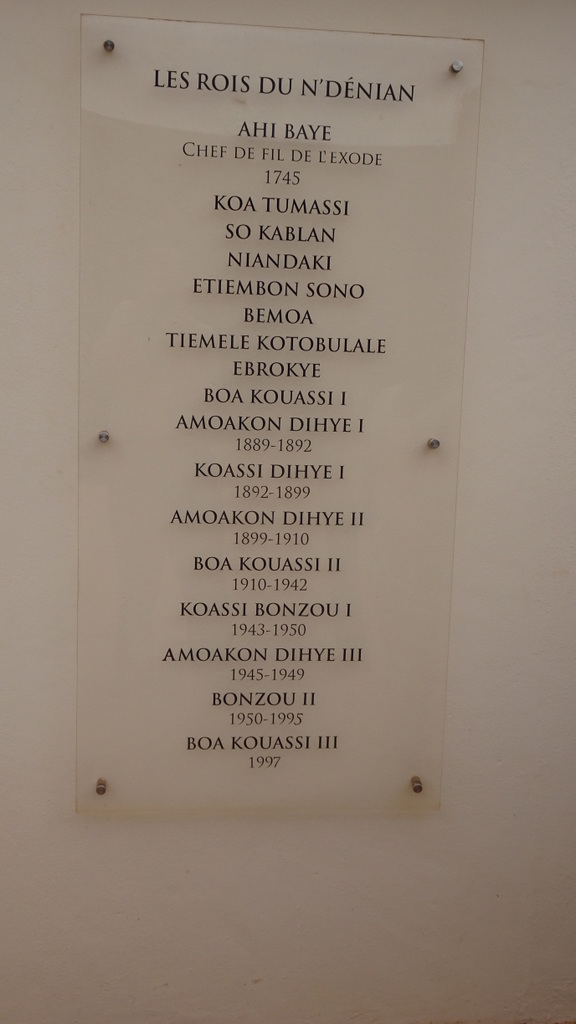 LES ROIS DU N'DÉNIAN
AHI BAYE
CHEF DE FIL DE L'EXODE
1745
KOA TUMASSI
SO KABLAN
NIANDAKI
ETIEMBON SONO
BEMOA
TIEMELE KOTOBULALE
EBROKYE
BOA KOUASSI I
AMOAKON DIHYE I
1889-1892
KOASSI DIHYE I
1892-1899
AMOAKON DIHYE II
1899-1910
BOA KOUASSI II
1910-1942
KOASSI BONZOU I
1943-1950
AMOAKON DIHYE III
1945-1949
BONZOU II
1950-1995
BOA KOUASSI III
1997